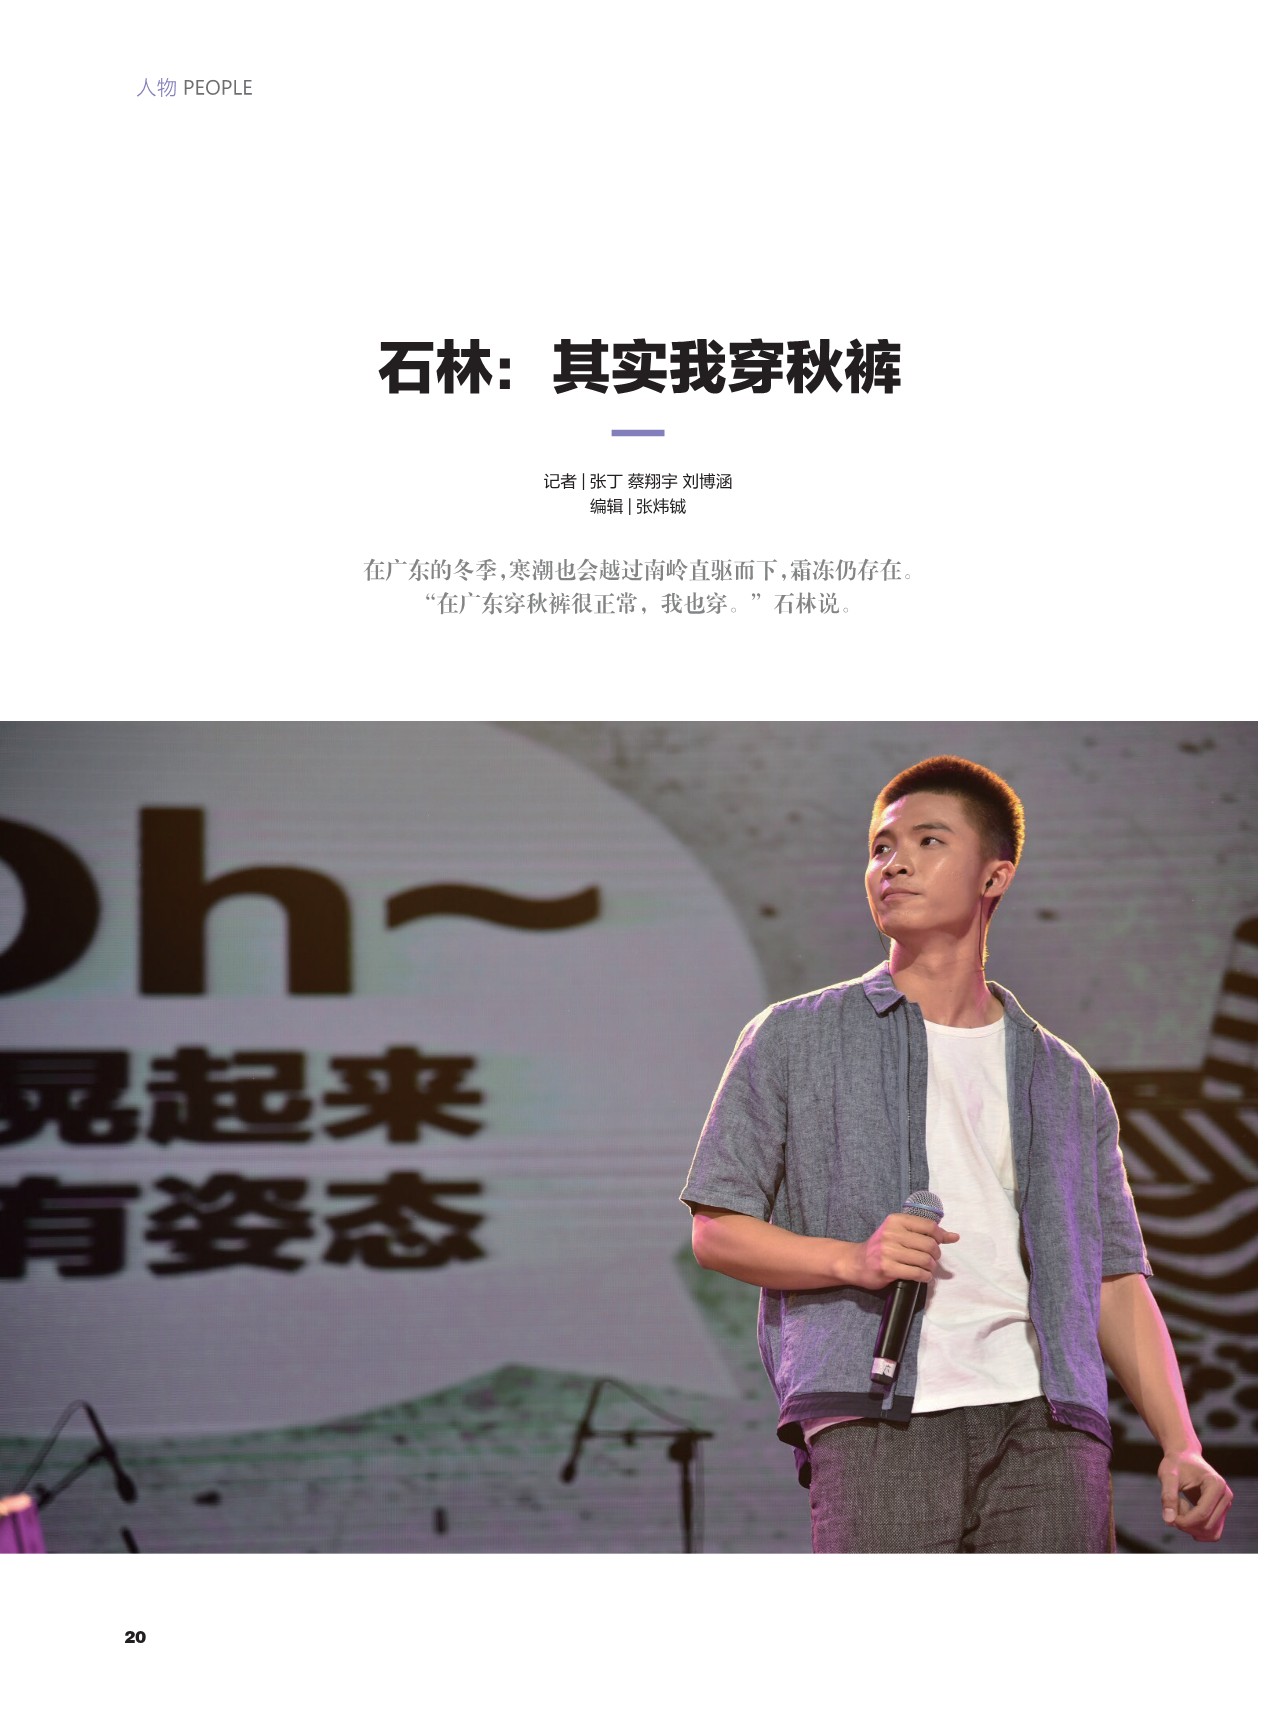 人物 PEOPLE
石林：其实我穿秋裤
记者 | 张丁 蔡翔宇 刘博涵
编辑 | 张炜铖
在广东的冬季，寒潮也会越过南岭直驱而下，霜冻仍存在。
“在广东穿秋裤很正常，我也穿。”石林说。
Oh~
晃起来
有姿态
20